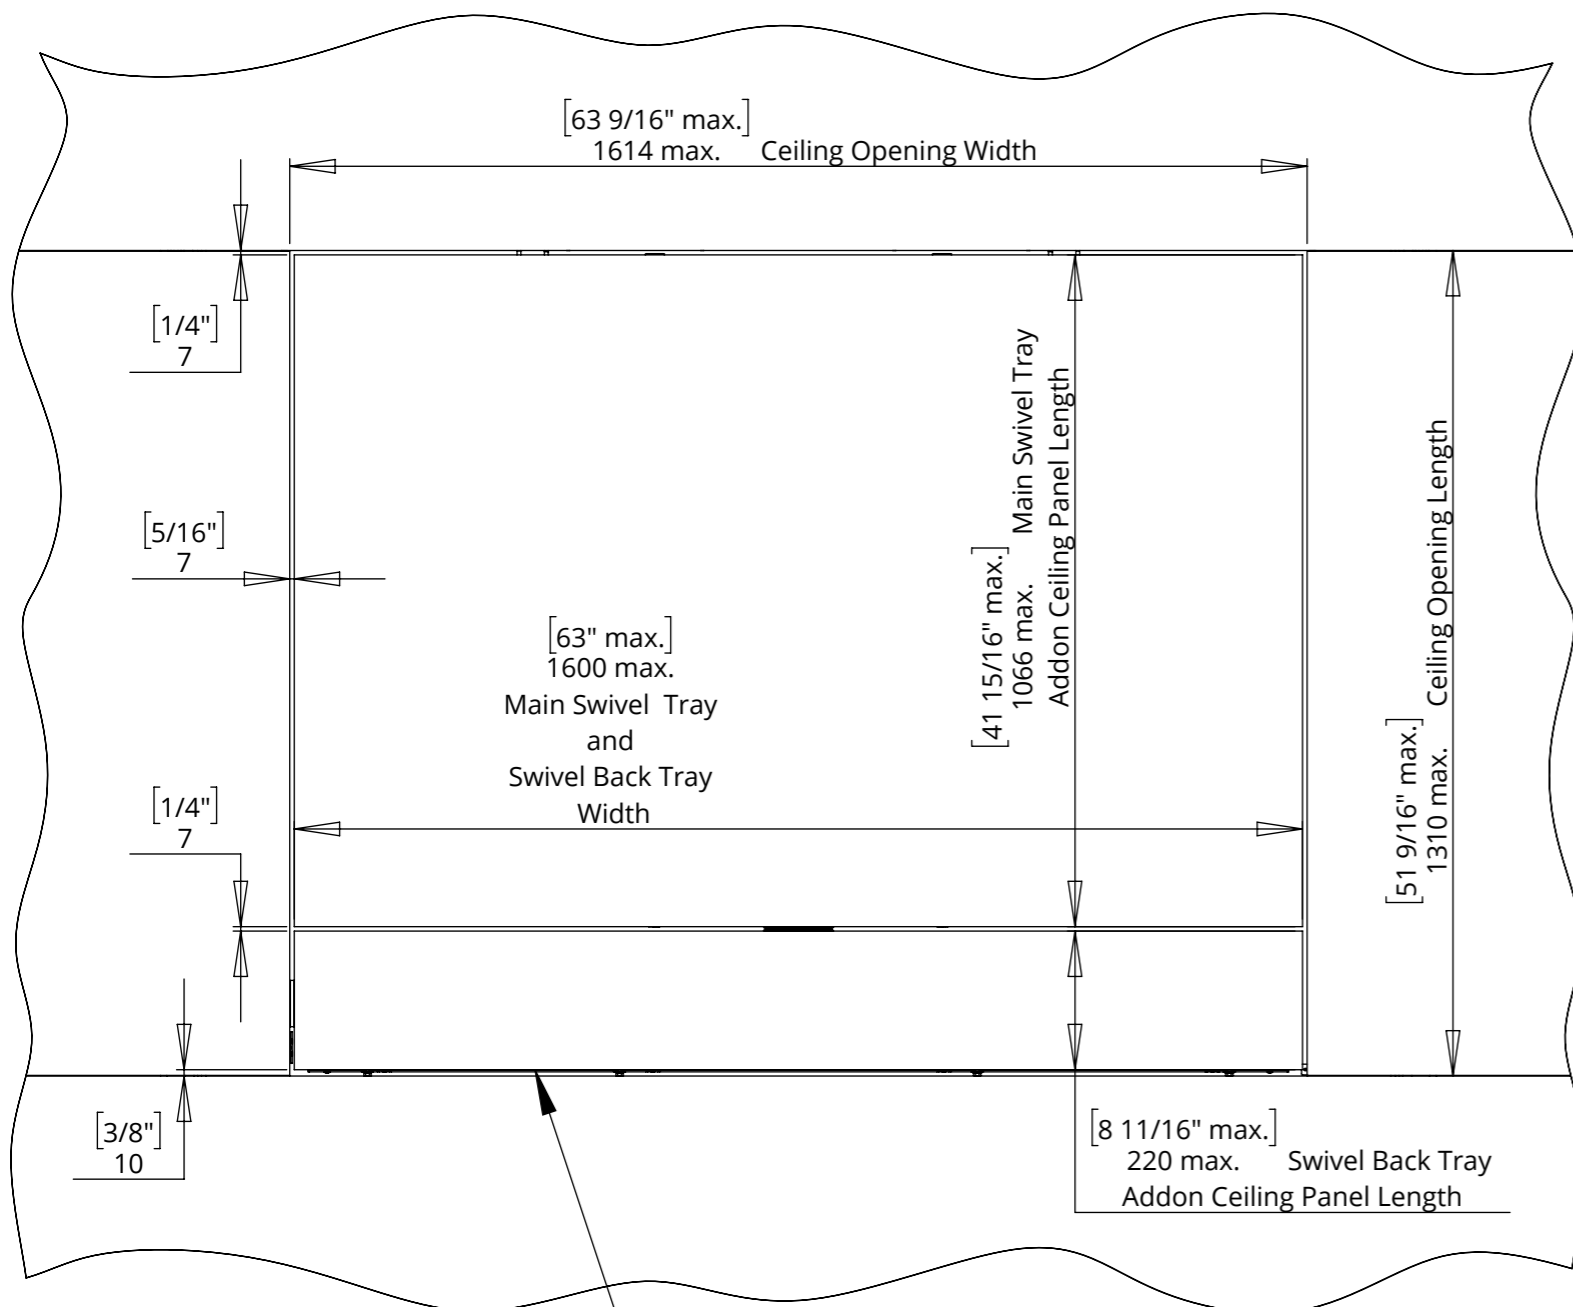 [63 9/16" max.]
1614 max. Ceiling Opening Width
[1/4"]
7
[5/16"]
7
[63" max.]
1600 max.
Main Swivel Tray
and
Swivel Back Tray
Width
[41 15/16" max.]
1066 max. Main Swivel Tray
Addon Ceiling Panel Length
[51 9/16" max.]
1310 max. Ceiling Opening Length
[1/4"]
7
[3/8"]
10
[8 11/16" max.]
220 max. Swivel Back Tray
Addon Ceiling Panel Length